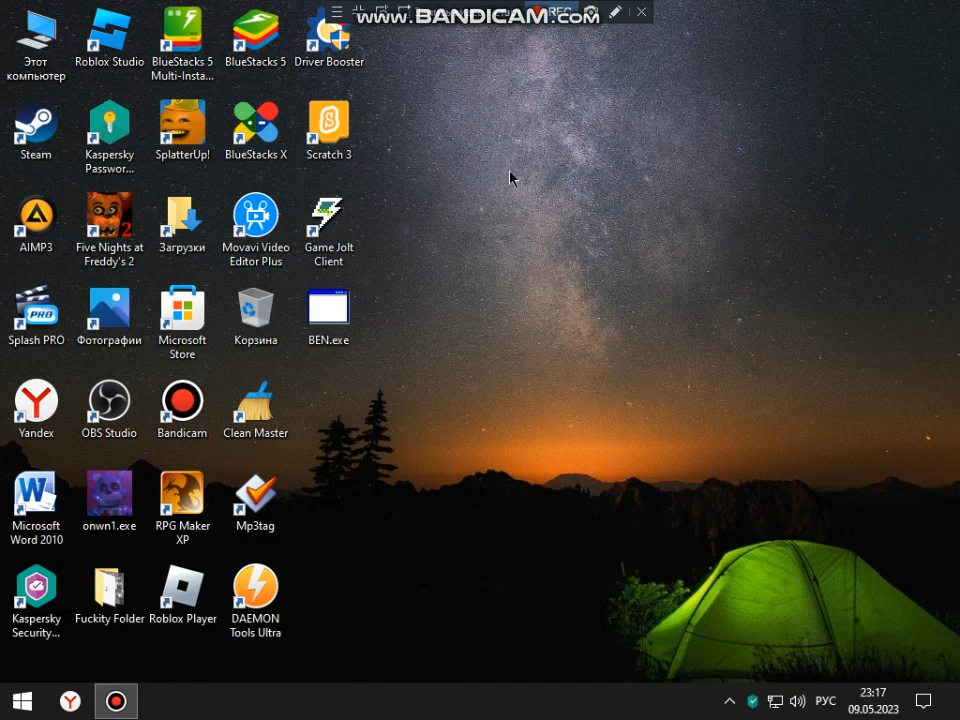 www.BANDICAM.com
REC
Этот
компьютер
Roblox Studio
BlueStacks 5
Multi-Insta...
BlueStacks 5
Driver Booster
Steam
Kaspersky
Passwor...
SplatterUp!
BlueStacks X
Scratch 3
AIMP3
Five Nights at
Freddy's 2
Загрузки
Movavi Video
Editor Plus
Game Jolt
Client
Splash PRO
Фотографии
Microsoft
Store
Корзина
BEN.exe
Yandex
OBS Studio
Bandicam
Clean Master
Microsoft
Word 2010
onwn1.exe
RPG Maker
XP
Mp3tag
Kaspersky
Security...
Fuckity Folder
Roblox Player
DAEMON
Tools Ultra
РУС
23:17
09.05.2023